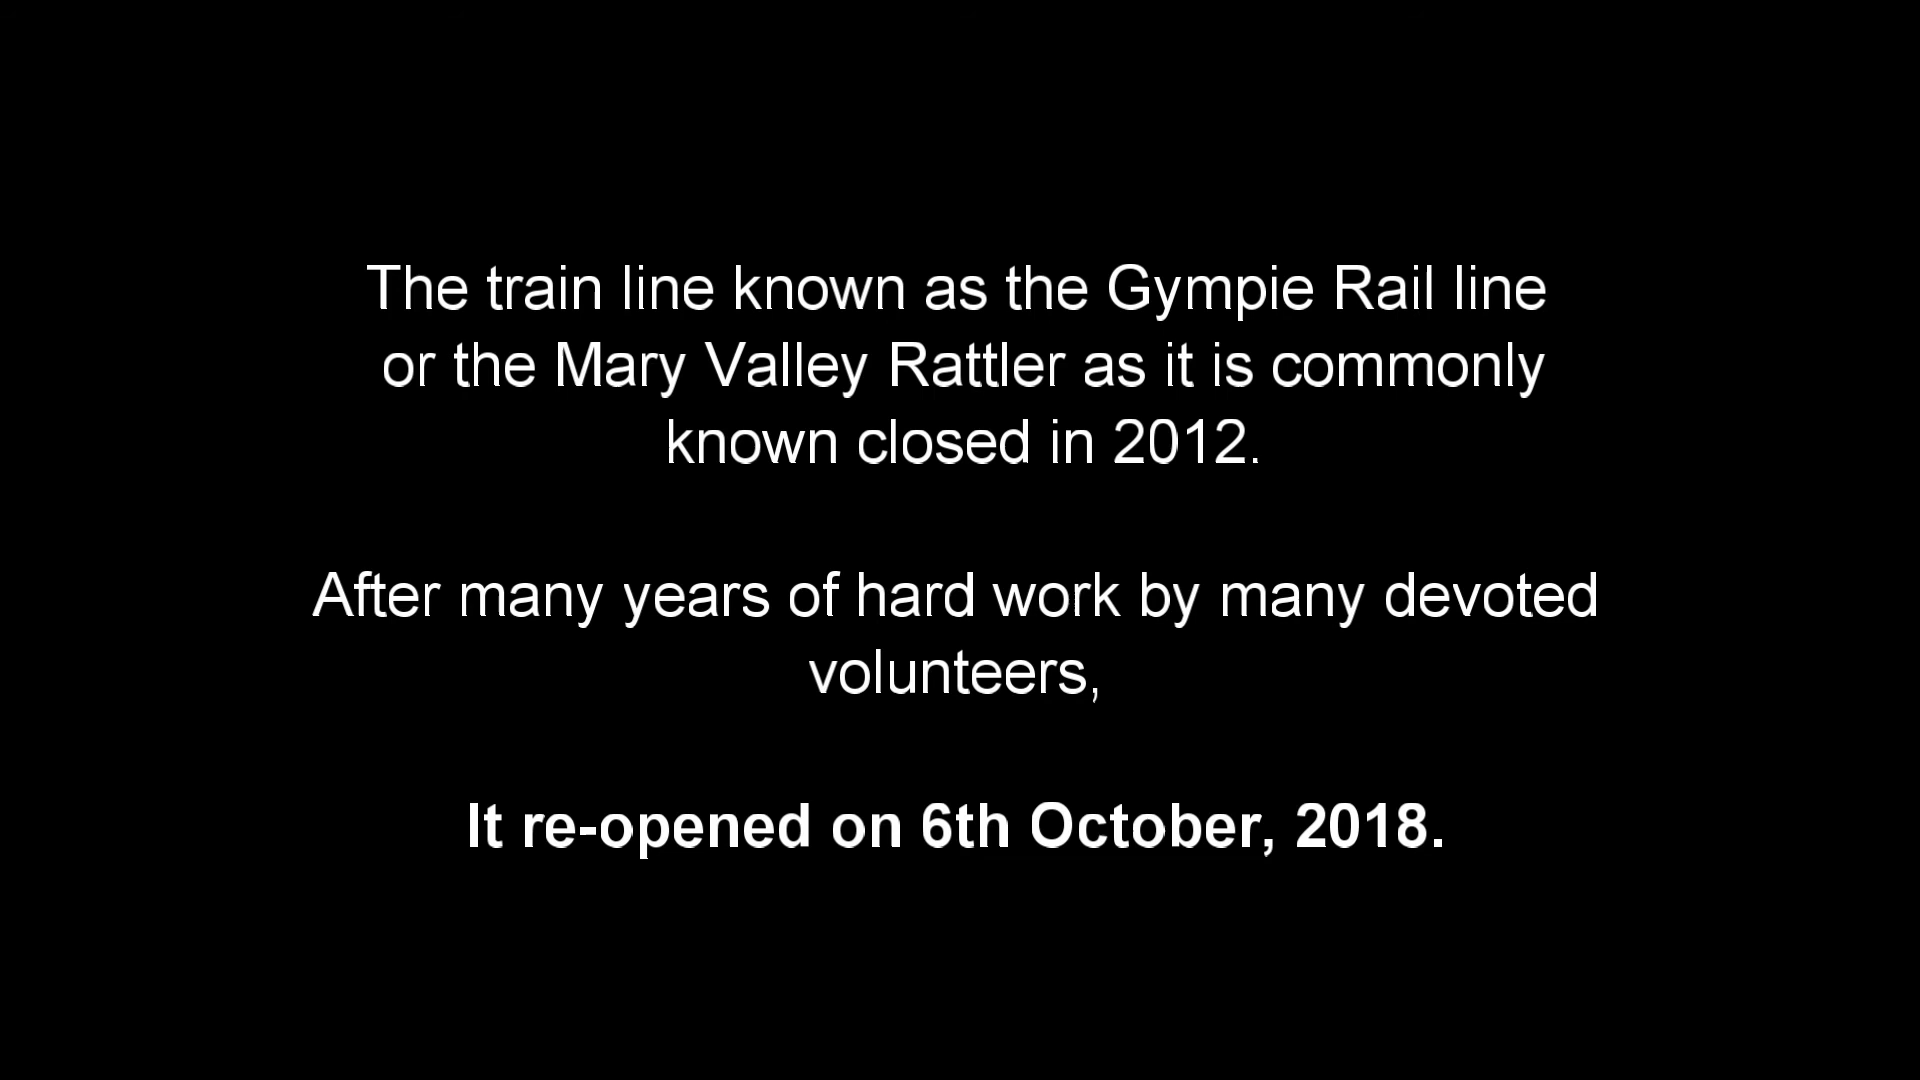 The train line known as the Gympie Rail line
or the Mary Valley Rattler as it is commonly
known closed in 2012.
After many years of hard work by many devoted
volunteers,
It re-opened on 6th October, 2018.